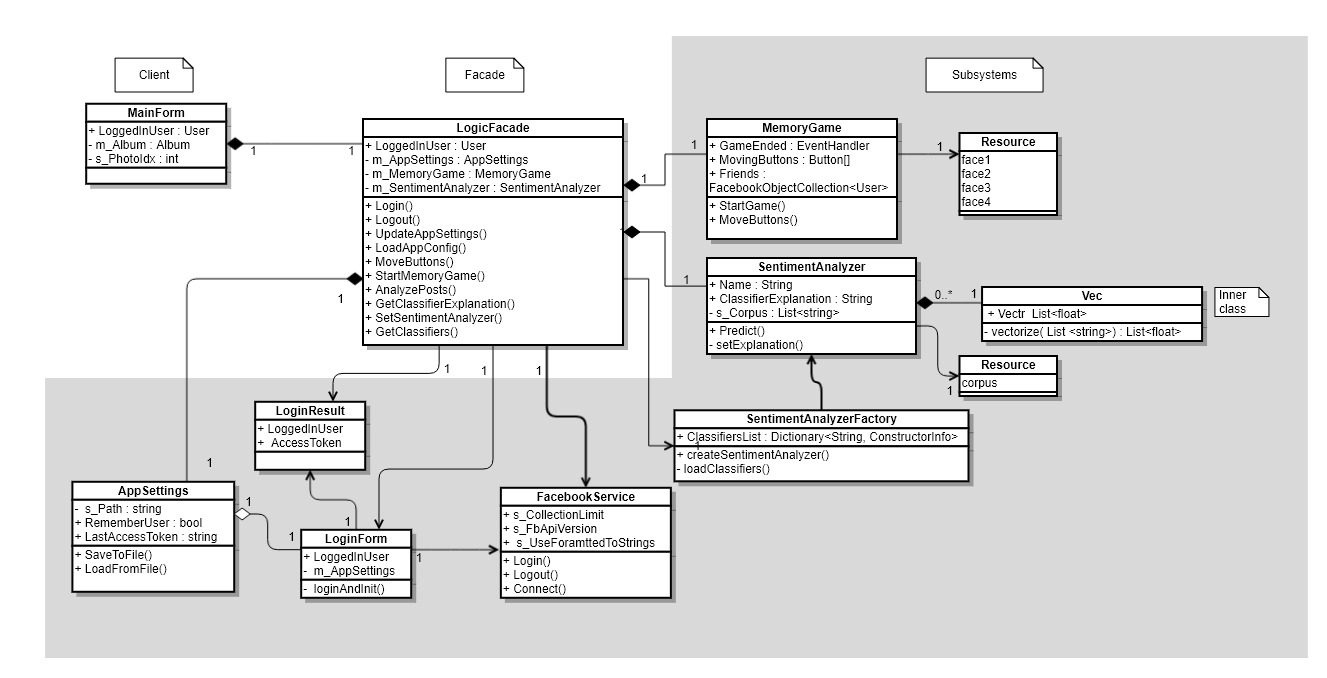 Client
Facade
Subsystems
MainForm
+ LoggedInUser : User
- m_Album : Album
- s_PhotoIdx : int
1
1
LogicFacade
+ LoggedInUser : User
- m_AppSettings : AppSettings
- m_MemoryGame : MemoryGame
- m_SentimentAnalyzer : SentimentAnalyzer
+ Login()
+ Logout()
+ UpdateAppSettings()
+ LoadAppConfig()
+ MoveButtons()
+ StartMemoryGame()
+ AnalyzePosts()
+ GetClassifierExplanation()
+ SetSentimentAnalyzer()
+ GetClassifiers()
1
1
MemoryGame
+ GameEnded : EventHandler
+ MovingButtons : Button[]
+ Friends :
FacebookObjectCollection<User>
+ StartGame()
+ MoveButtons()
1
Resource
face1
face2
face3
face4
1
1
SentimentAnalyzer
+ Name : String
+ ClassifierExplanation : String
- s_Corpus : List<string>
+ Predict()
- setExplanation()
0..*
1
Vec
+ Vectr List<float>
- vectorize( List <string>) : List<float>
Inner
class
1
Resource
corpus
1
1
1
1
LoginResult
+ LoggedInUser
+ AccessToken
SentimentAnalyzerFactory
+ ClassifiersList : Dictionary<String, ConstructorInfo>
1
+ createSentimentAnalyzer()
- loadClassifiers()
1
1
AppSettings
- s_Path : string
+ RememberUser : bool
+ LastAccessToken : string
+ SaveToFile()
+ LoadFromFile()
1
1
1
LoginForm
+ LoggedInUser
- m_AppSettings
- loginAndInit()
1
FacebookService
+ s_CollectionLimit
+ s_FbApiVersion
+ s_UseForamttedToStrings
+ Login()
+ Logout()
+ Connect()